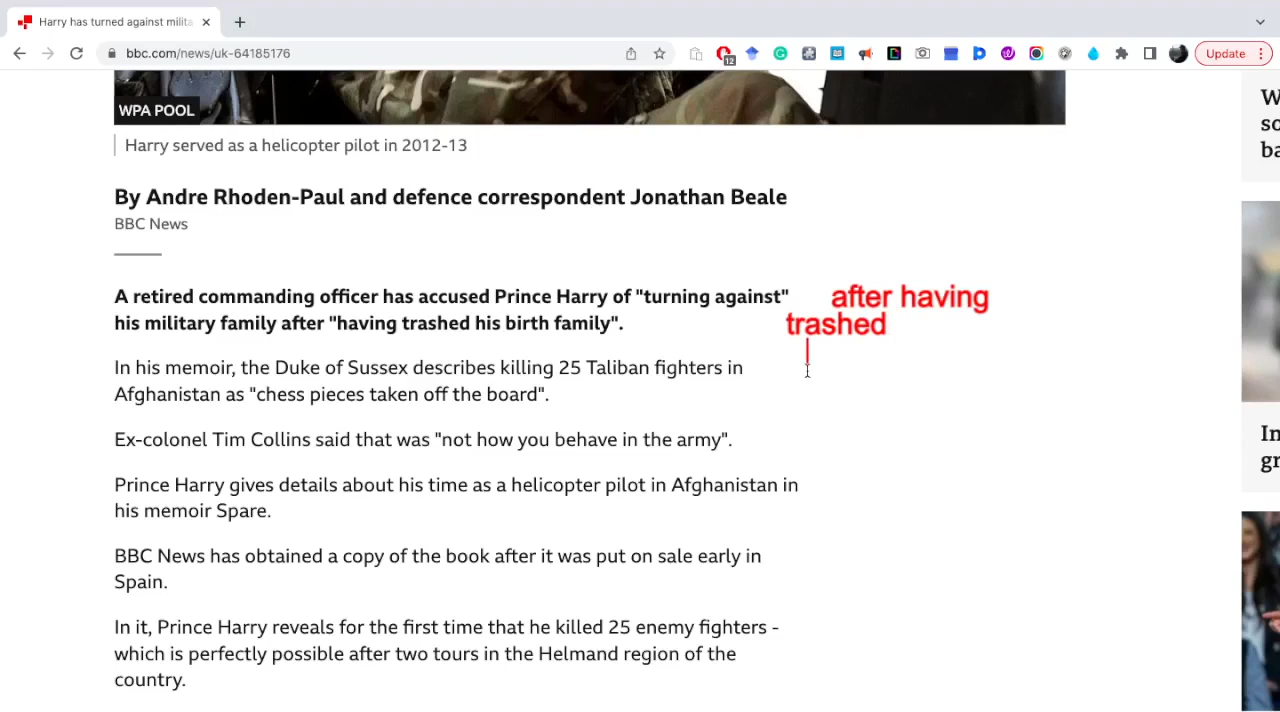 Harry has turned against milita
bbc.com/news/uk-64185176
12
Update
WPA POOL
Harry served as a helicopter pilot in 2012-13
By Andre Rhoden-Paul and defence correspondent Jonathan Beale
BBC News
A retired commanding officer has accused Prince Harry of "turning against"
his military family after "having trashed his birth family".
after having
trashed
In his memoir, the Duke of Sussex describes killing 25 Taliban fighters in
Afghanistan as "chess pieces taken off the board".
Ex-colonel Tim Collins said that was "not how you behave in the army".
Prince Harry gives details about his time as a helicopter pilot in Afghanistan in
his memoir Spare.
BBC News has obtained a copy of the book after it was put on sale early in
Spain.
In it, Prince Harry reveals for the first time that he killed 25 enemy fighters -
which is perfectly possible after two tours in the Helmand region of the
country.
W
so
ba
In
gr